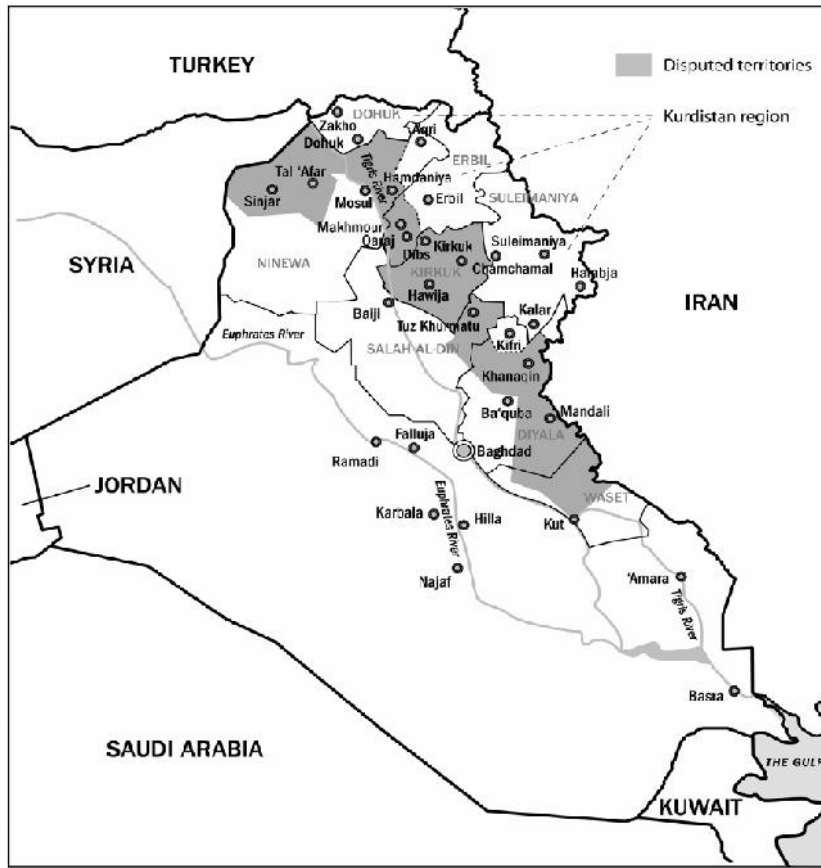 TURKEY
Disputed territories
Kurdistan region
DOHUK
Zakho
Aqri
Dohuk
ERBIL
Tigris River
Tal 'Afar
Hamdaniya
SULEIMANIYA
Sinjar
Mosul
Erbil
Makhmour
Qaraj
Dibs
Kirkuk
Suleimaniya
SYRIA
NINEWA
KIRKUK
Chamchamal
Hawija
IRAN
Baiji
Kalar
Tuz Khurmatu
Euphrates River
Kifri
SALAH AL-DIN
Khanaqin
Ba'quba
Mandali
Falluja
DIYALA
Ramadi
Baghdad
JORDAN
WASET
Karbala
Euphrates River
Hilla
Kut
Najaf
'Amara
Tigris River
Basra
SAUDI ARABIA
THE GULF
KUWAIT